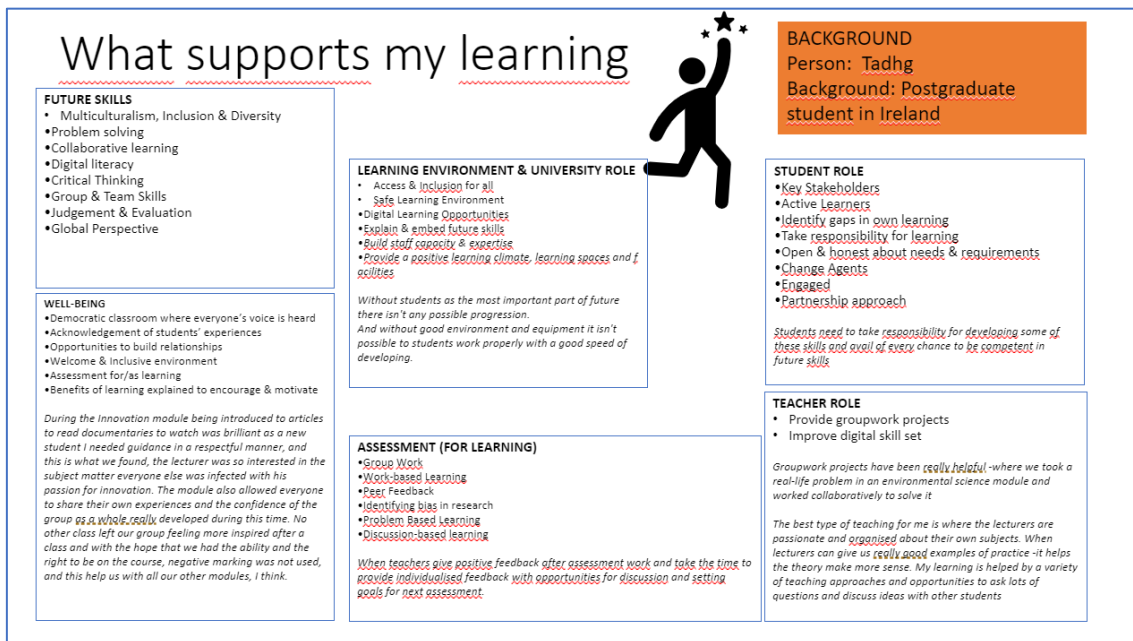 What supports my learning
BACKGROUND
Person: Tadhg
Background: Postgraduate
student in Ireland
FUTURE SKILLS
• Multiculturalism, Inclusion & Diversity
•Problem solving
•Collaborative learning
•Digital literacy
•Critical Thinking
•Group & Team Skills
•Judgement & Evaluation
•Global Perspective
WELL-BEING
•Democratic classroom where everyone's voice is heard
•Acknowledgement of students' experiences
•Opportunities to build relationships
•Welcome & Inclusive environment
•Assessment for/as learning
•Benefits of learning explained to encourage & motivate
During the Innovation module being introduced to articles
to read documentaries to watch was brilliant as a new
student I needed guidance in a respectful manner, and
this is what we found, the lecturer was so interested in the
subject matter everyone else was infected with his
passion for innovation. The module also allowed everyone
to share their own experiences and the confidence of the
group as a whole really developed during this time. No
other class left our group feeling more inspired after a
class and with the hope that we had the ability and the
right to be on the course, negative marking was not used,
and this help us with all our other modules, I think.
LEARNING ENVIRONMENT & UNIVERSITY ROLE
• Access & Inclusion for all
• Safe Learning Environment
•Digital Learning Opportunities
•Explain & embed future skills
•Build staff capacity & expertise
•Provide a positive learning climate, learning spaces and f
acilities
Without students as the most important part of future
there isn't any possible progression.
And without good environment and equipment it isn't
possible to students work properly with a good speed of
developing.
ASSESSMENT (FOR LEARNING)
•Group Work
•Work-based Learning
•Peer Feedback
•Identifying bias in research
•Problem Based Learning
•Discussion-based learning
When teachers give positive feedback after assessment work and take the time to
provide individualised feedback with opportunities for discussion and setting
goals for next assessment.
STUDENT ROLE
•Key Stakeholders
•Active Learners
•Identify gaps in own learning
•Take responsibility for learning
•Open & honest about needs & requirements
•Change Agents
•Engaged
•Partnership approach
Students need to take responsibility for developing some of
these skills and avail of every chance to be competent in
future skills
TEACHER ROLE
• Provide groupwork projects
• Improve digital skill set
Groupwork projects have been really helpful -where we took a
real-life problem in an environmental science module and
worked collaboratively to solve it
The best type of teaching for me is where the lecturers are
passionate and organised about their own subjects. When
lecturers can give us really good examples of practice -it helps
the theory make more sense. My learning is helped by a variety
of teaching approaches and opportunities to ask lots of
questions and discuss ideas with other students